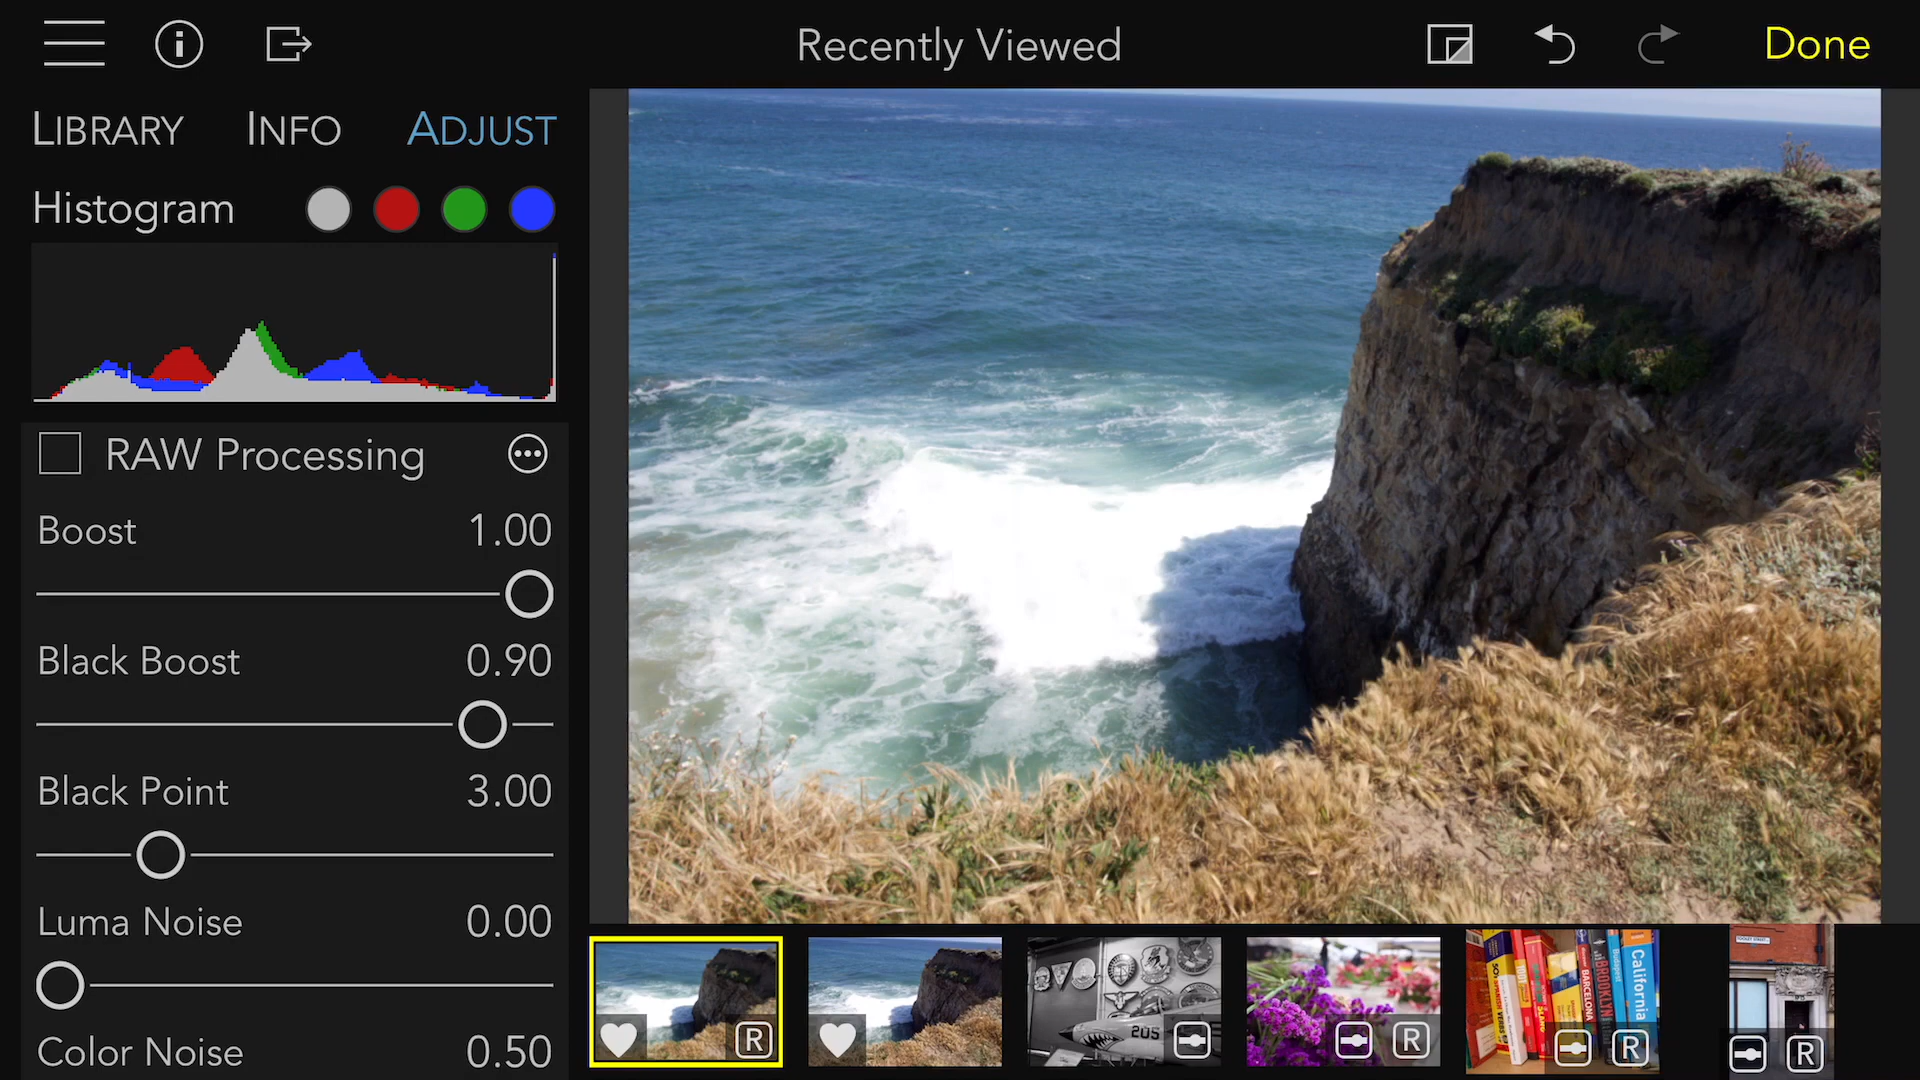 Recently Viewed
Done
LIBRARY INFO ADJUST
Histogram
RAW Processing
Boost 1.00
Black Boost 0.90
Black Point 3.00
Luma Noise 0.00
Color Noise 0.50
R
205
R
BARCELONA
BROOKLYN
Budapest
California
R
R